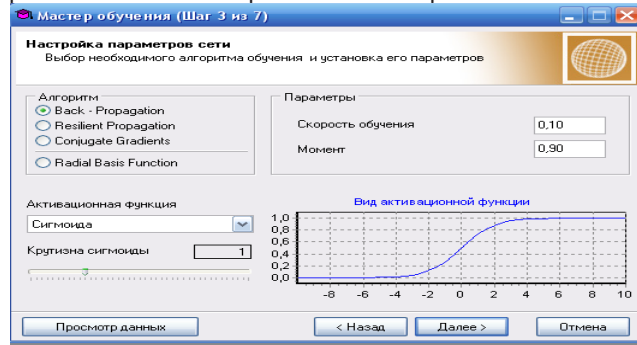 Мастер обучения (Шаг 3 из 7)
Настройка параметров сети
Выбор необходимого алгоритма обучения и установка его параметров
Алгоритм
Back - Propagation
Resilient Propagation
Conjugate Gradients
Radial Basis Function
Параметры
Скорость обучения 0,10
Момент 0,90
Активационная функция
Сигмоида
Крутизна сигмоиды 1
Вид активационной функции
1,0
0,8
0,6
0,4
0,2
0,0
-8 -6 -4 -2 0 2 4 6 8 10
Просмотр данных
< Назад
Далее >
Отмена